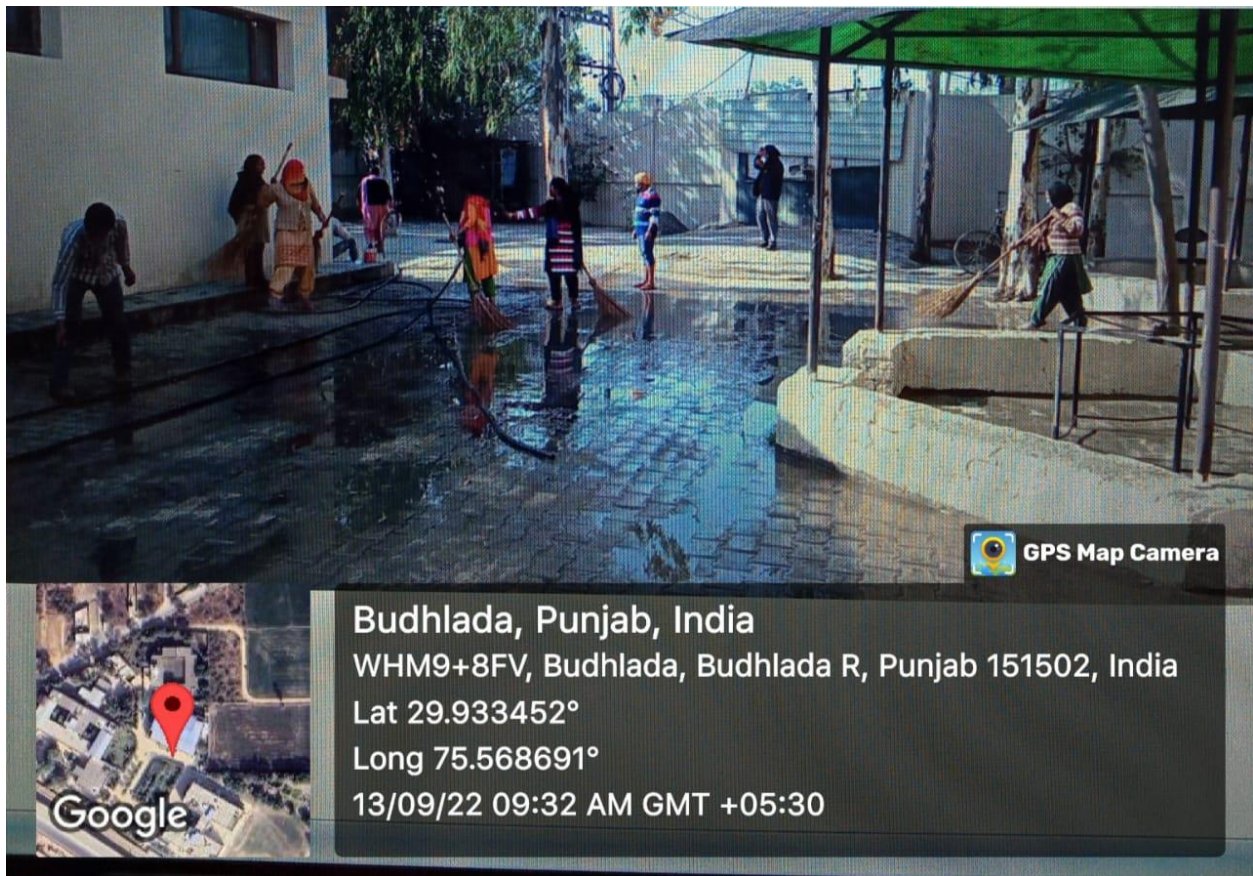 GPS Map Camera
Budhlada, Punjab, India
WHM9+8FV, Budhlada, Budhlada R, Punjab 151502, India
Lat 29.933452°
Long 75.568691°
13/09/22 09:32 AM GMT +05:30
Google